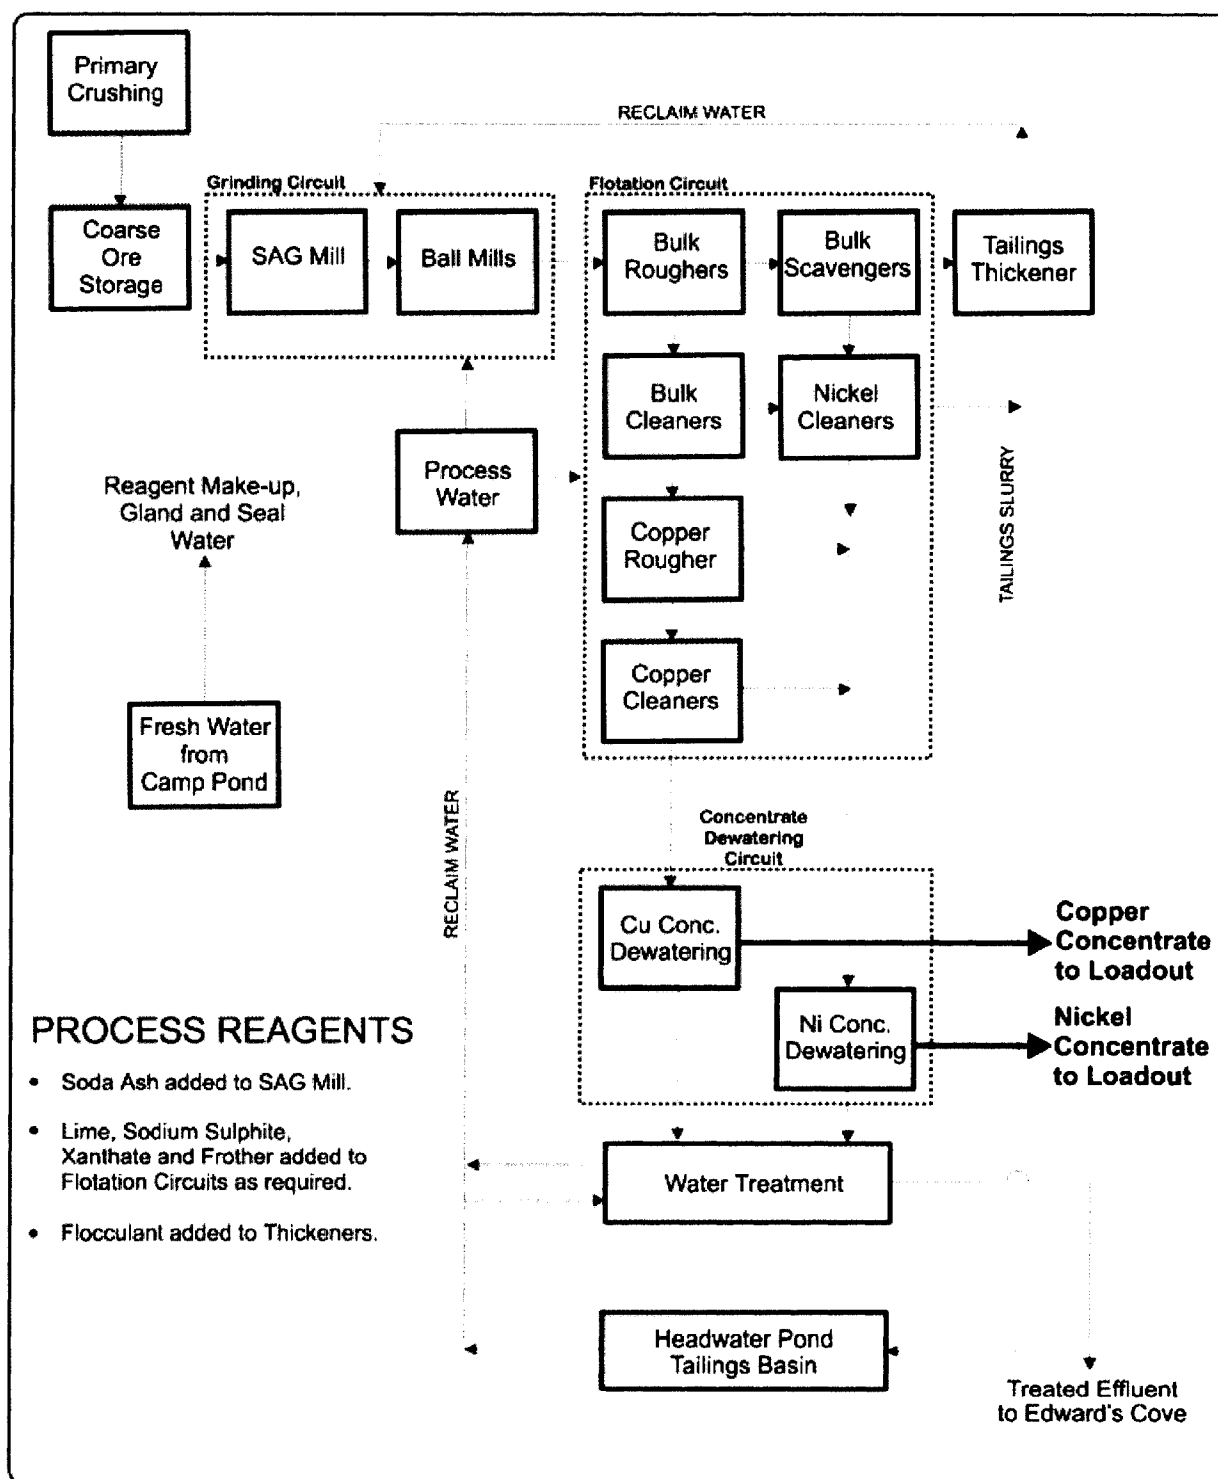 Primary
Crushing
RECLAIM WATER
Grinding Circuit
Flotation Circuit
Coarse
Ore
Storage
SAG Mill
Ball Mills
Bulk
Roughers
Bulk
Scavengers
Tailings
Thickener
Bulk
Cleaners
Nickel
Cleaners
Process
Water
Reagent Make-up,
Gland and Seal
Water
Copper
Rougher
TAILINGS SLURRY
Copper
Cleaners
Fresh Water
from
Camp Pond
RECLAIM WATER
Concentrate
Dewatering
Circuit
Cu Conc.
Dewatering
Copper
Concentrate
to Loadout
Ni Conc.
Dewatering
Nickel
Concentrate
to Loadout
PROCESS REAGENTS
• Soda Ash added to SAG Mill.
• Lime, Sodium Sulphite,
Xanthate and Frother added to
Flotation Circuits as required.
• Flocculant added to Thickeners.
Water Treatment
Headwater Pond
Tailings Basin
Treated Effluent
to Edward's Cove